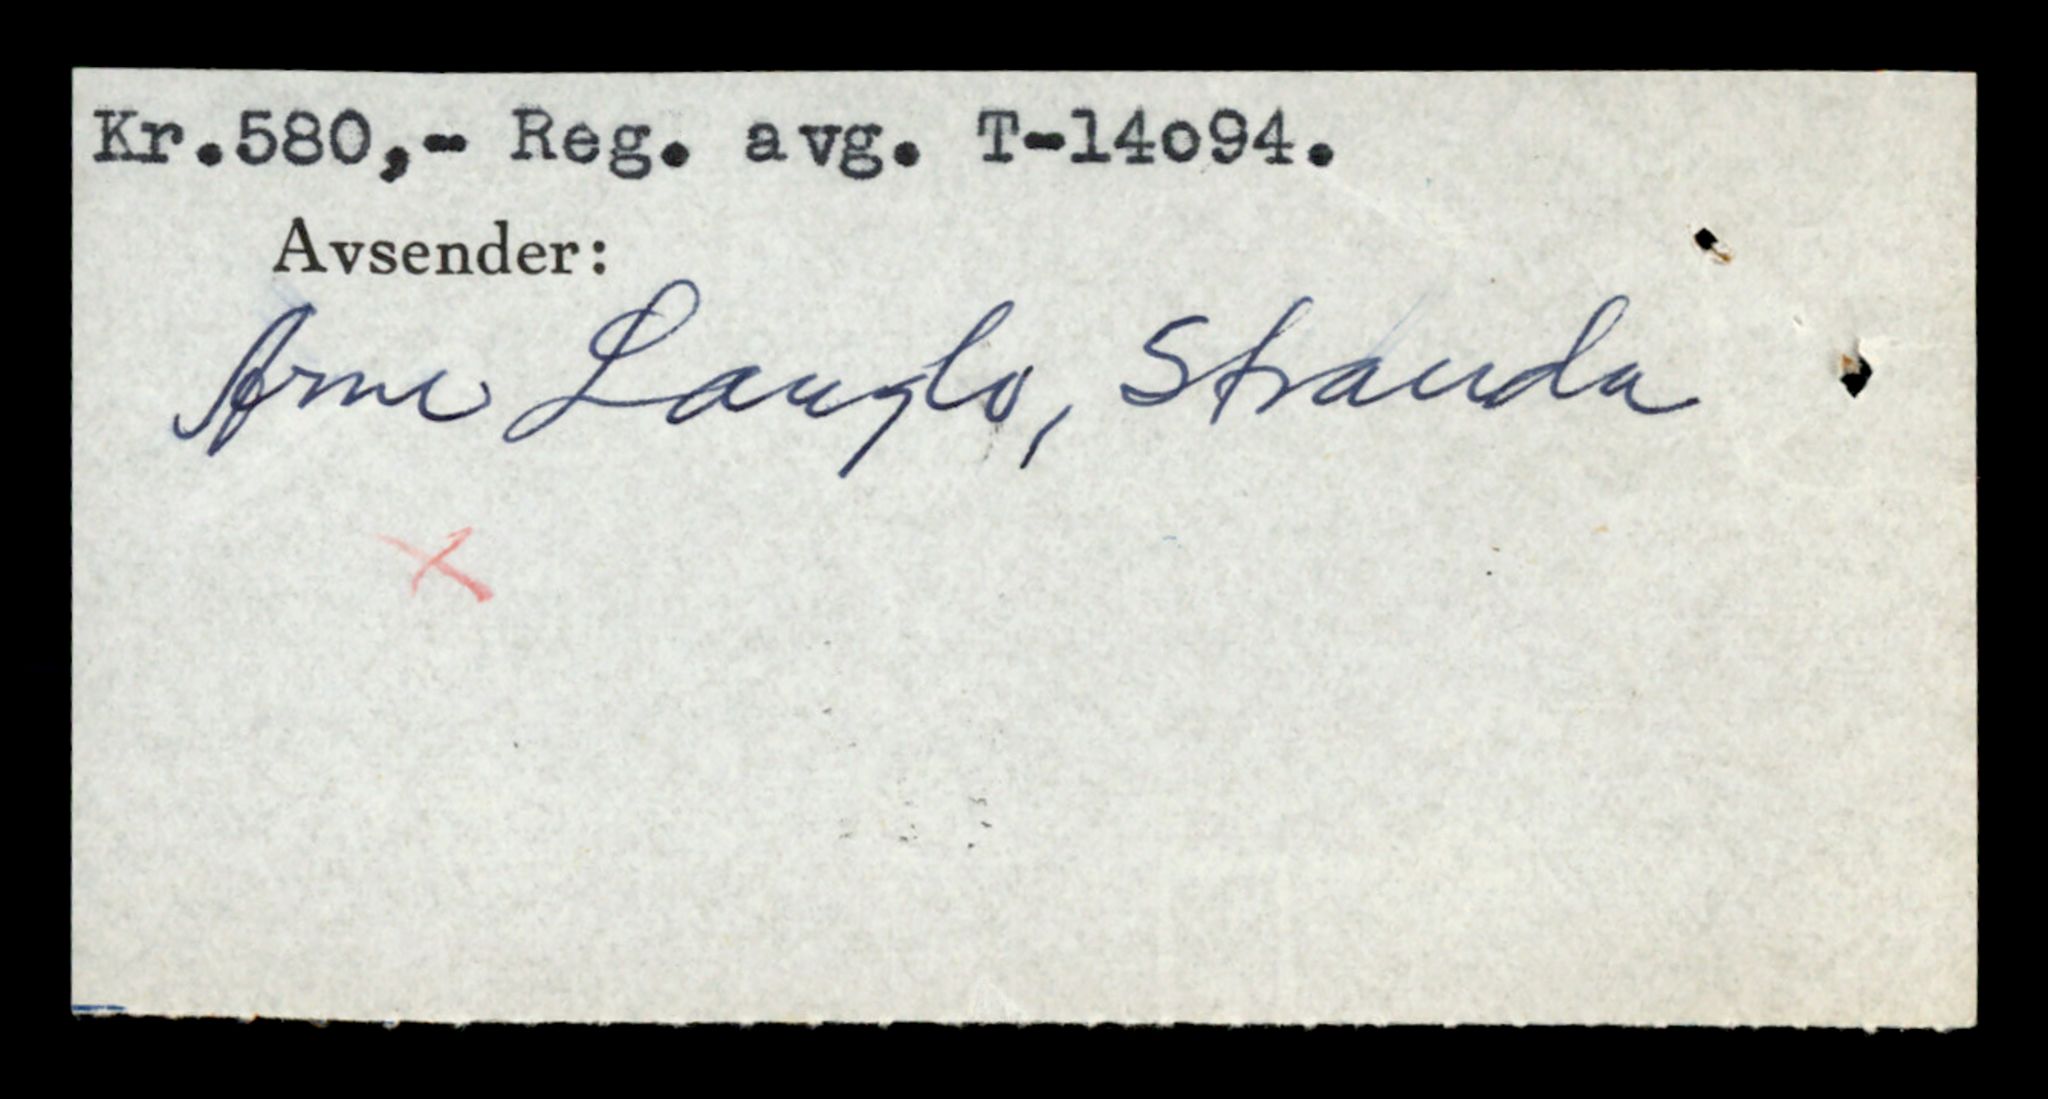 Kr.580,- Reg. avg. T-14o94.
Avsender:
Arne Langlo, Stranda